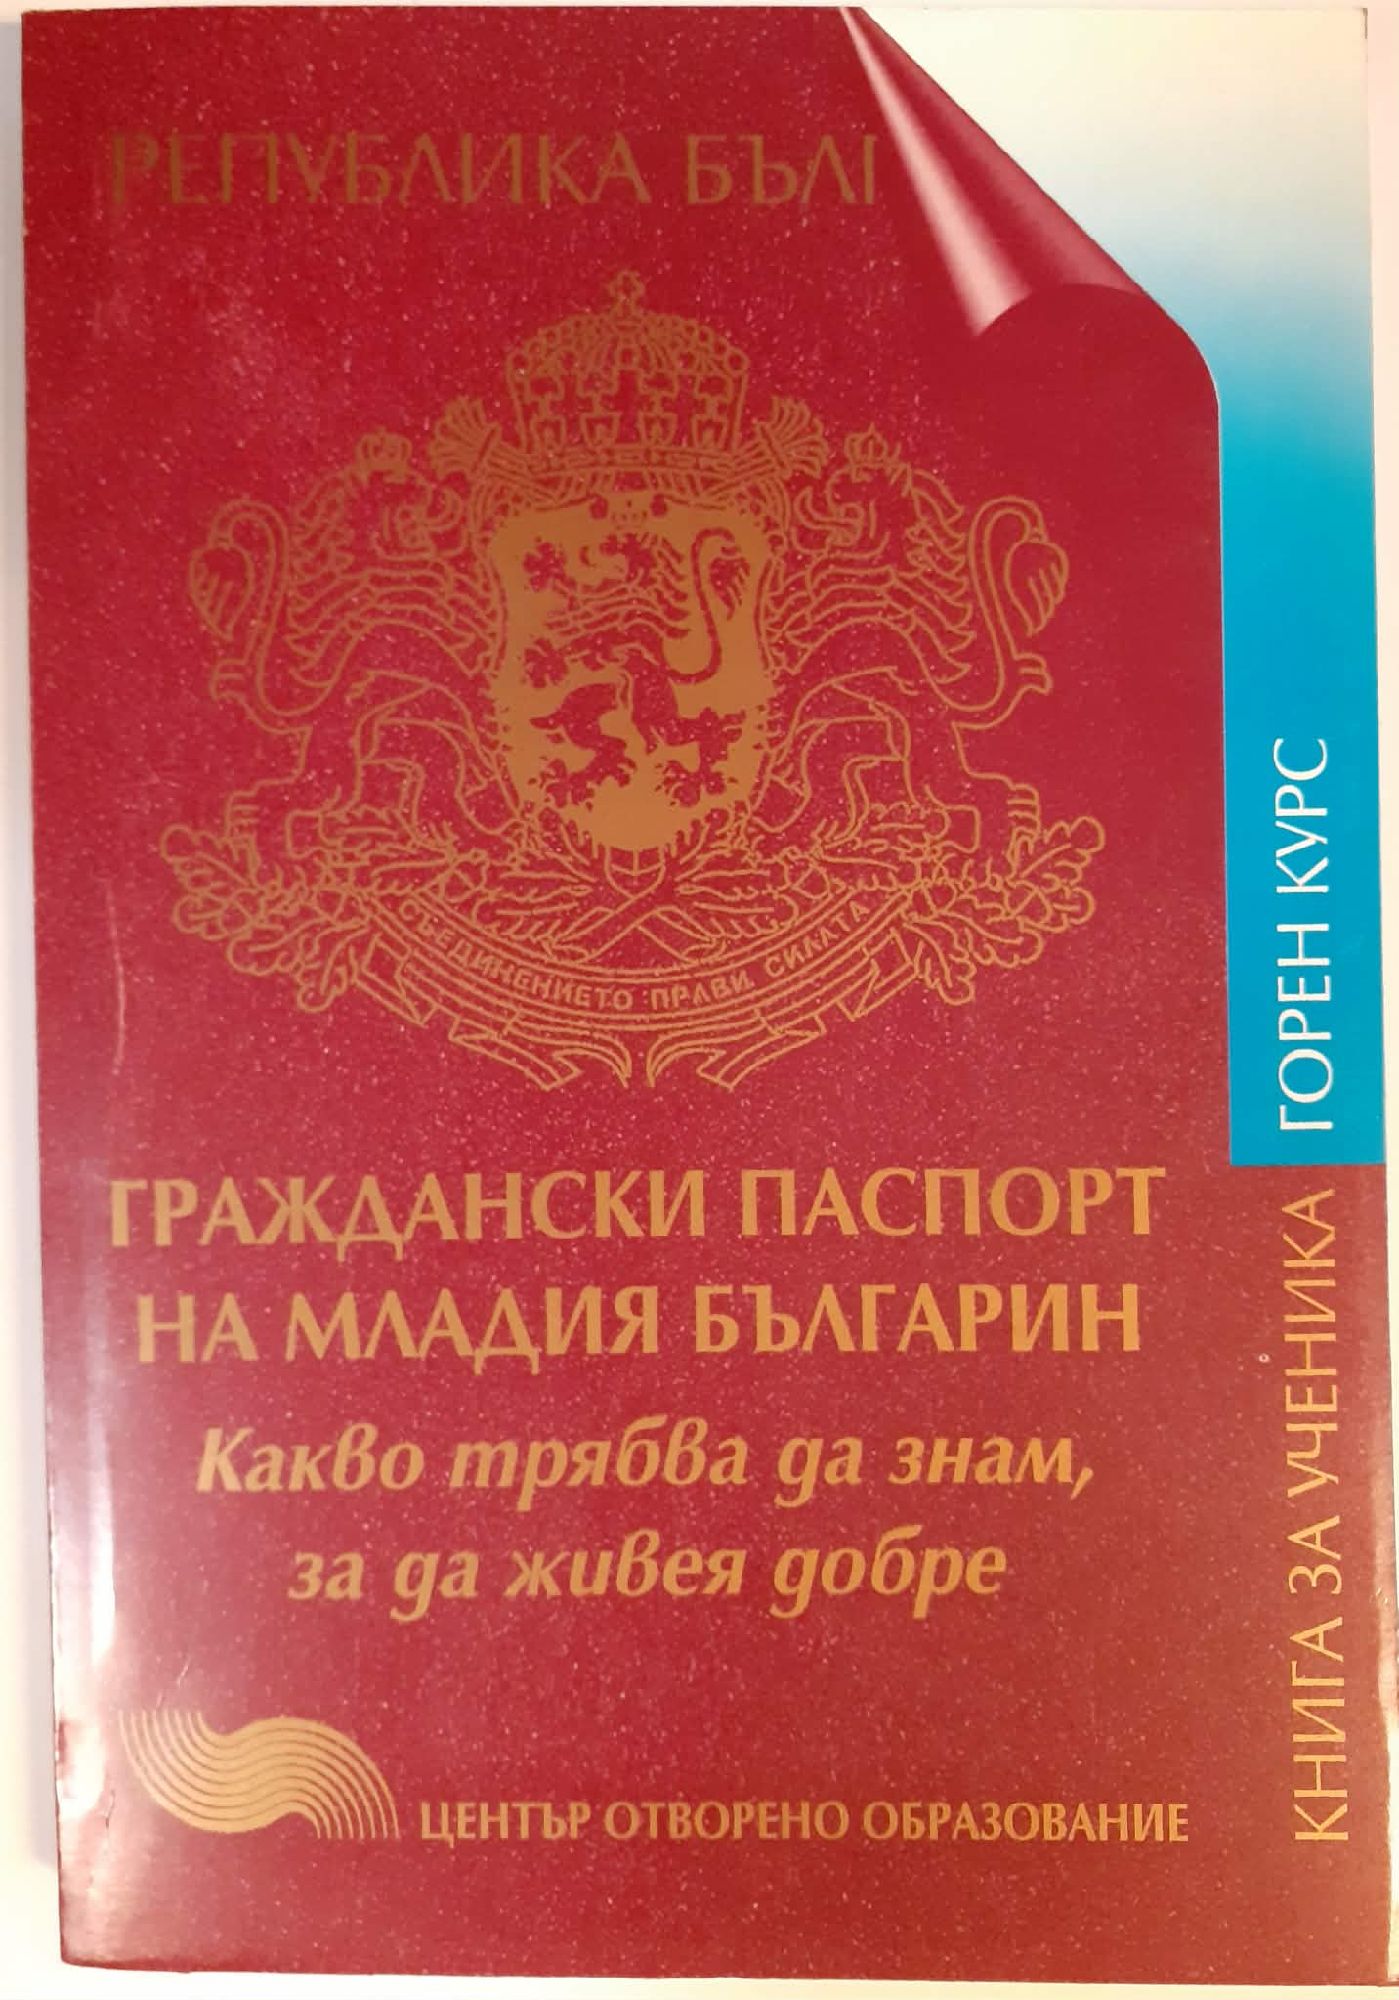 РЕПУБЛИКА БЪЛГ
СЪЕДИНЕНИЕТО ПРАВИ СИЛАТА
ГРАЖДАНСКИ ПАСПОРТ
НА МЛАДИЯ БЪЛГАРИН
Какво трябва да знам,
за да живея добре
ЦЕНТЪР ОТВОРЕНО ОБРАЗОВАНИЕ
КНИГА ЗА УЧЕНИКА ГОРЕН КУРС